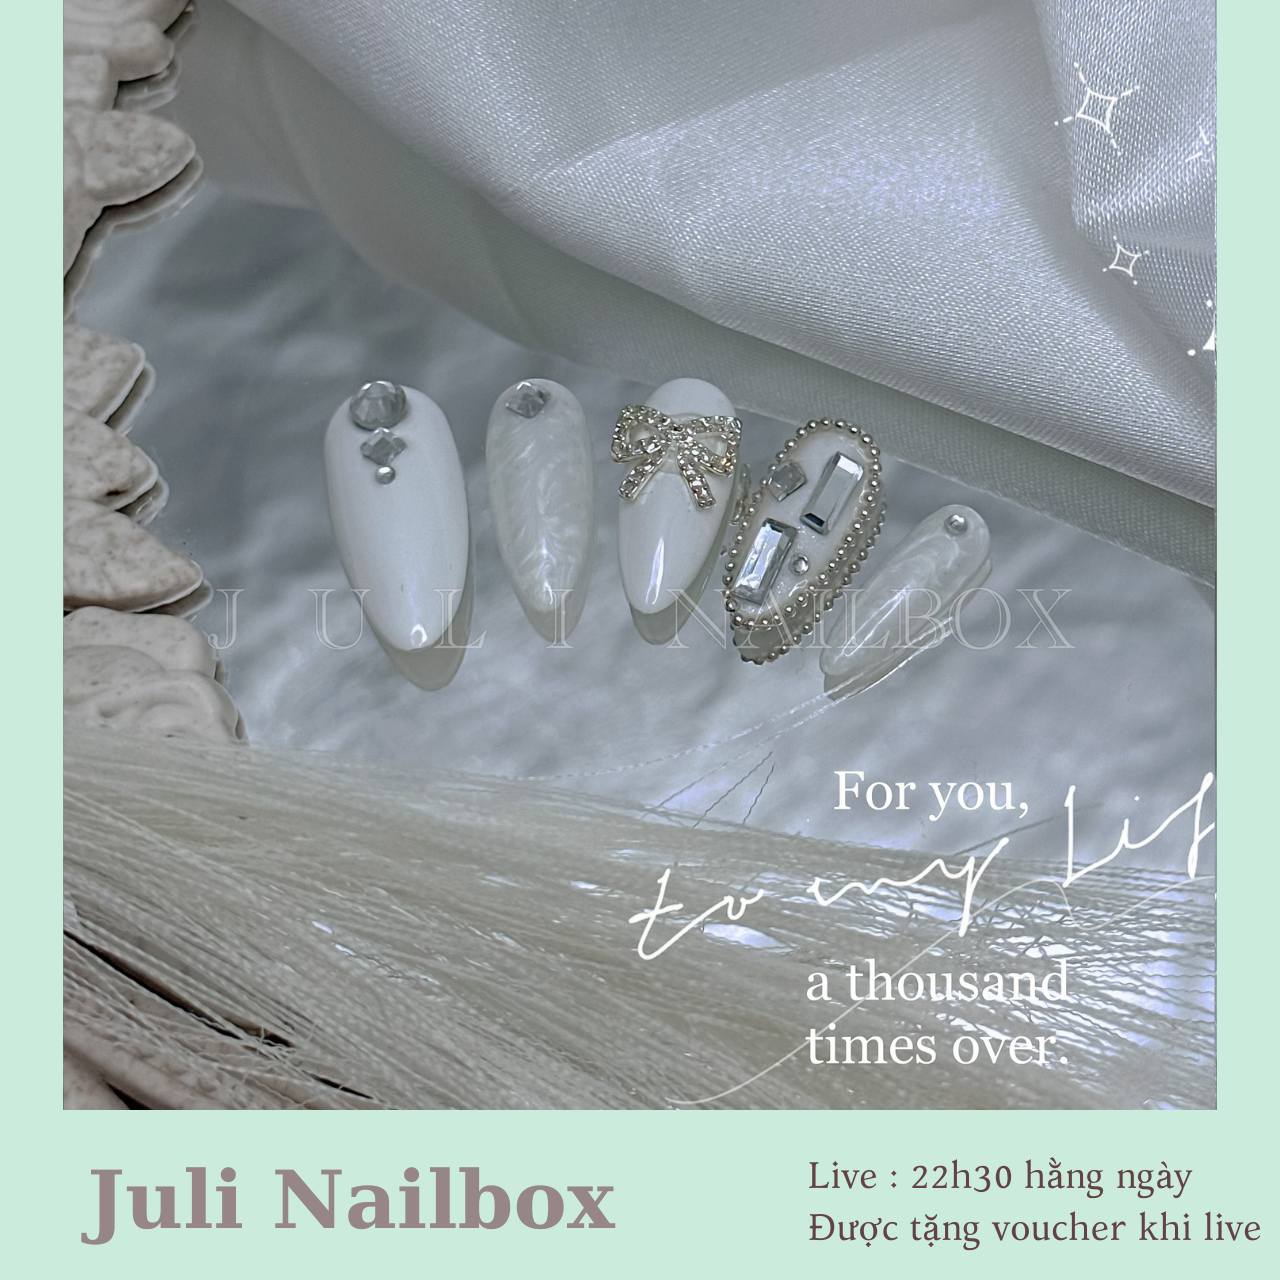 J U L I NAILBOX
For you,
to my Lif
a thousand
times over.
Juli Nailbox
Live : 22h30 hằng ngày
Được tặng voucher khi live